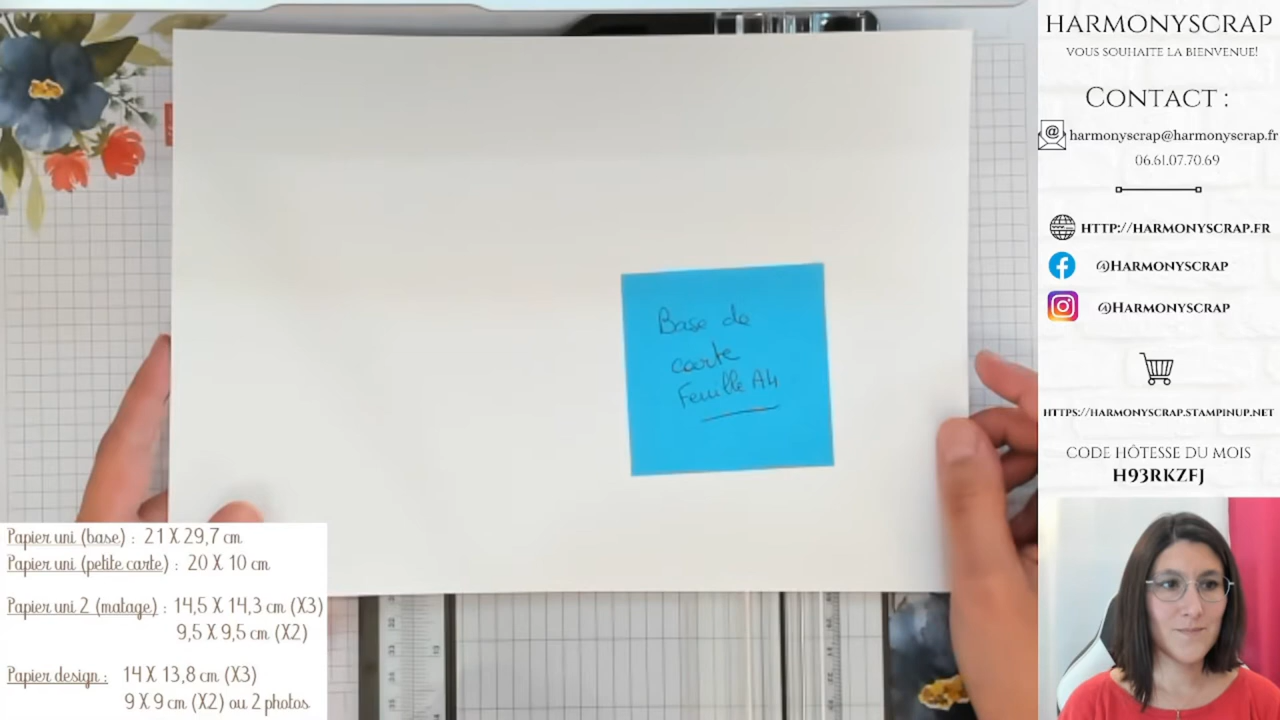 Base de
carte
Feuille A4
Papier uni (base) : 21 X 29,7 cm
Papier uni (petite carte) : 20 X 10 cm
Papier uni 2 (matage) : 14,5 X 14,3 cm (X3)
9,5 X 9,5 cm (X2)
Papier design : 14 X 13,8 cm (X3)
9 X 9 cm (X2) ou 2 photos
HARMONYSCRAP
VOUS SOUHAITE LA BIENVENUE!
CONTACT :
harmonyscrap@harmonyscrap.fr
06.61.07.70.69
HTTP://HARMONYSCRAP.FR
@HARMONYSCRAP
@HARMONYSCRAP
HTTPS://HARMONYSCRAP.STAMPINUP.NET
CODE HÔTESSE DU MOIS
H93RKZFJ